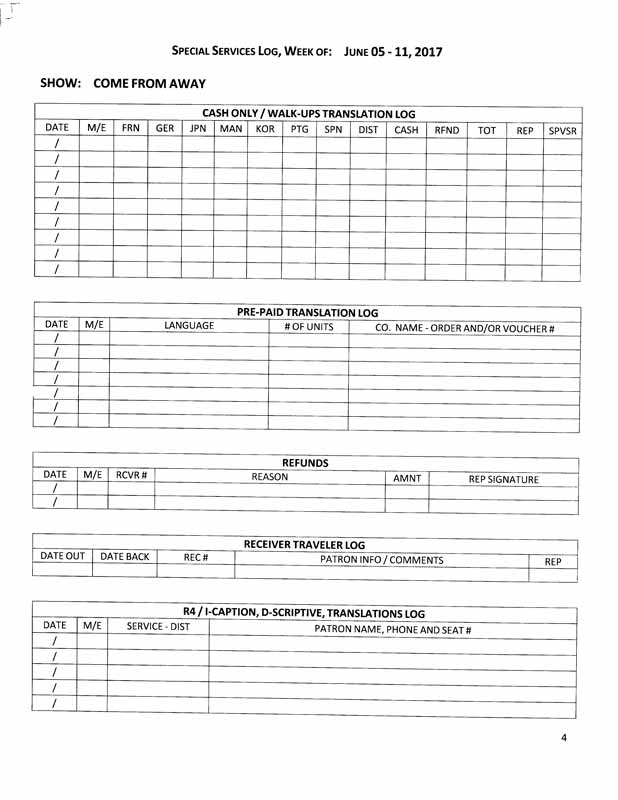 SPECIAL SERVICES LOG, WEEK OF: JUNE 05 - 11, 2017
SHOW: COME FROM AWAY
CASH ONLY / WALK-UPS TRANSLATION LOG
DATE M/E FRN GER JPN MAN KOR PTG SPN DIST CASH RFND TOT REP SPVSR
/
/
/
/
/
/
/
/
/
PRE-PAID TRANSLATION LOG
DATE M/E LANGUAGE # OF UNITS CO. NAME - ORDER AND/OR VOUCHER #
/
/
/
/
/
/
/
REFUNDS
DATE M/E RCVR # REASON AMNT REP SIGNATURE
/
/
RECEIVER TRAVELER LOG
DATE OUT DATE BACK REC # PATRON INFO / COMMENTS REP
R4 / I-CAPTION, D-SCRIPTIVE, TRANSLATIONS LOG
DATE M/E SERVICE - DIST PATRON NAME, PHONE AND SEAT #
/
/
/
/
/
4